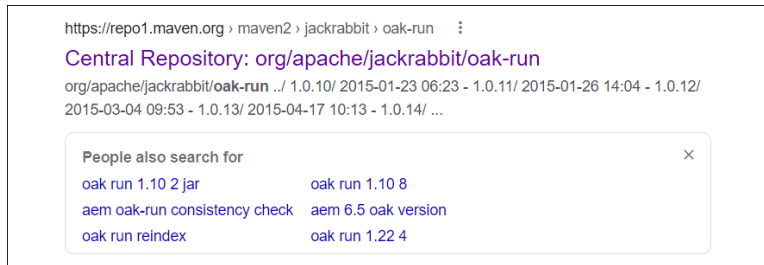 https://repo1.maven.org › maven2 › jackrabbit › oak-run
Central Repository: org/apache/jackrabbit/oak-run
org/apache/jackrabbit/oak-run ../ 1.0.10/ 2015-01-23 06:23 - 1.0.11/ 2015-01-26 14:04 - 1.0.12/
2015-03-04 09:53 - 1.0.13/ 2015-04-17 10:13 - 1.0.14/ ...
People also search for
oak run 1.10 2 jar oak run 1.10 8
aem oak-run consistency check aem 6.5 oak version
oak run reindex oak run 1.22 4